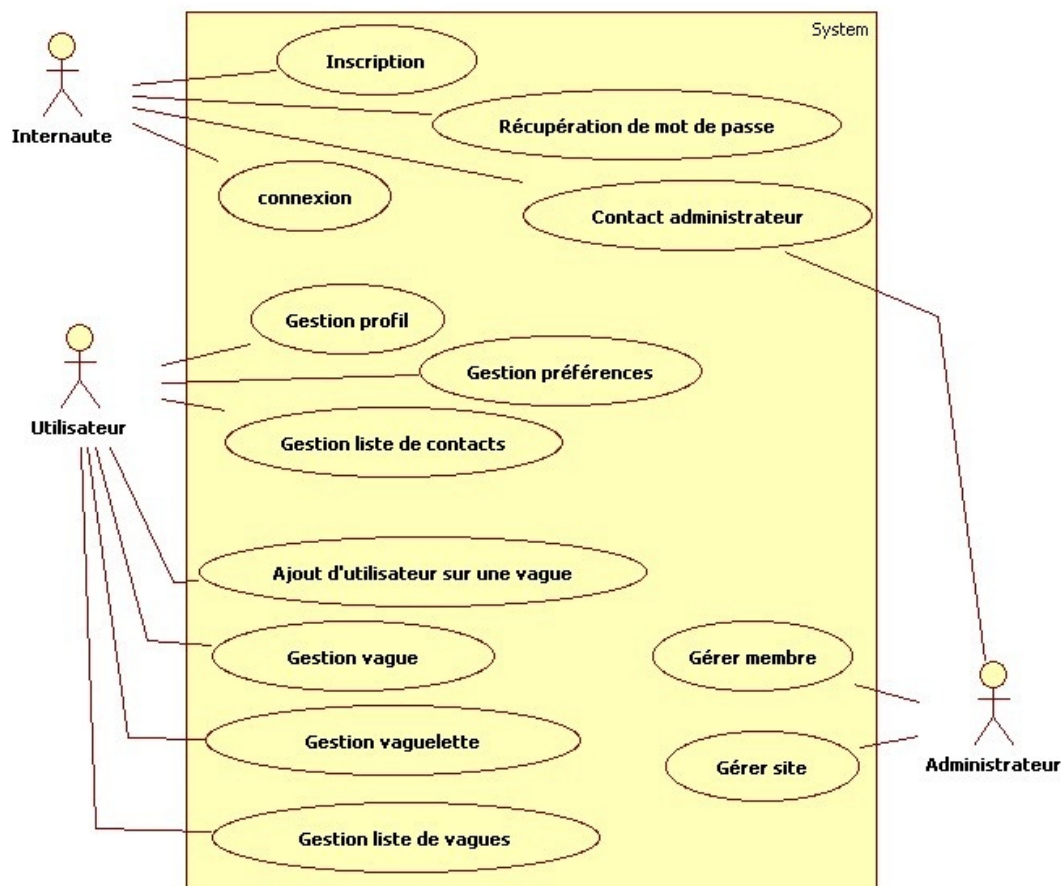 System
Inscription
Internaute
Récupération de mot de passe
connexion
Contact administrateur
Gestion profil
Gestion préférences
Utilisateur
Gestion liste de contacts
Ajout d'utilisateur sur une vague
Gestion vague
Gérer membre
Gestion vaguelette
Gérer site
Administrateur
Gestion liste de vagues